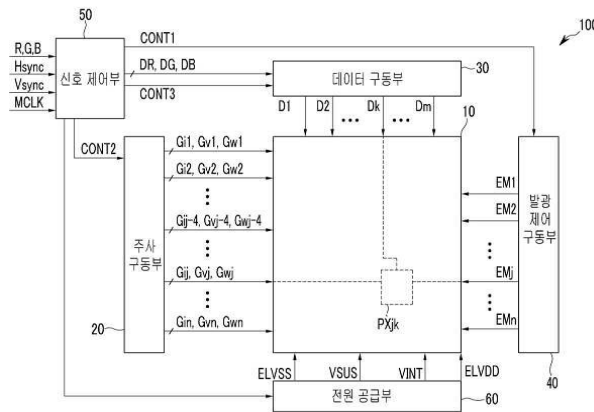 50
100
CONT1
R,G,B
Hsync
Vsync
MCLK
신호 제어부
DR, DG, DB
CONT3
데이터 구동부
30
D1 D2 ••• Dk ••• Dm
10
CONT2
Gi1, Gv1, Gw1
Gi2, Gv2, Gw2
Gij-4, Gvj-4, Gwj-4
Gij, Gvj, Gwj
Gin, Gvn, Gwn
주사
구동부
20
PXjk
EM1
EM2
EMj
EMn
발광
제어
구동부
40
ELVSS VSUS VINT ELVDD
전원 공급부
60